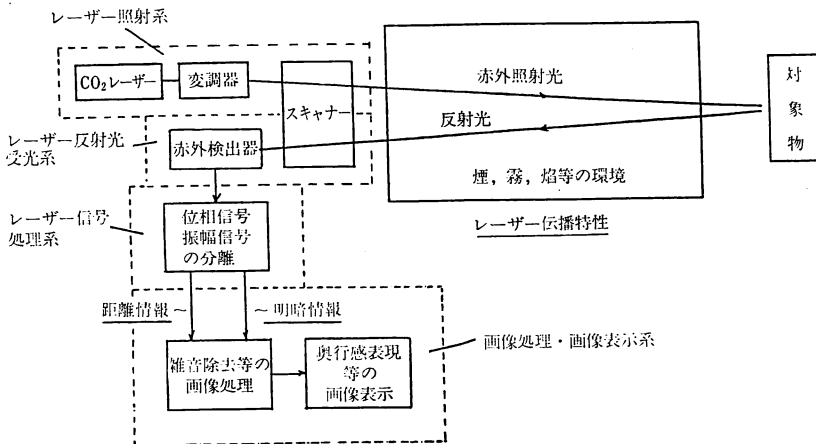 レーザー照射系
CO₂レーザー
変調器
スキャナー
赤外照射光
対
象
物
レーザー反射光
受光系
赤外検出器
反射光
煙，霧，焰等の環境
レーザー伝播特性
レーザー信号
処理系
位相信号
振幅信号
の分離
距離情報～
～明暗情報
雑音除去等の
画像処理
奥行感表現
等の
画像表示
画像処理・画像表示系